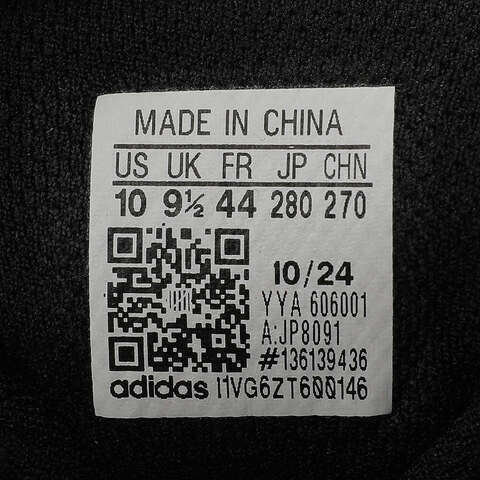 MADE IN CHINA
US UK FR JP CHN
10 9½ 44 280 270
10/24
YYA 606001
A:JP8091
#136139436
adidas I1VG6ZT600146